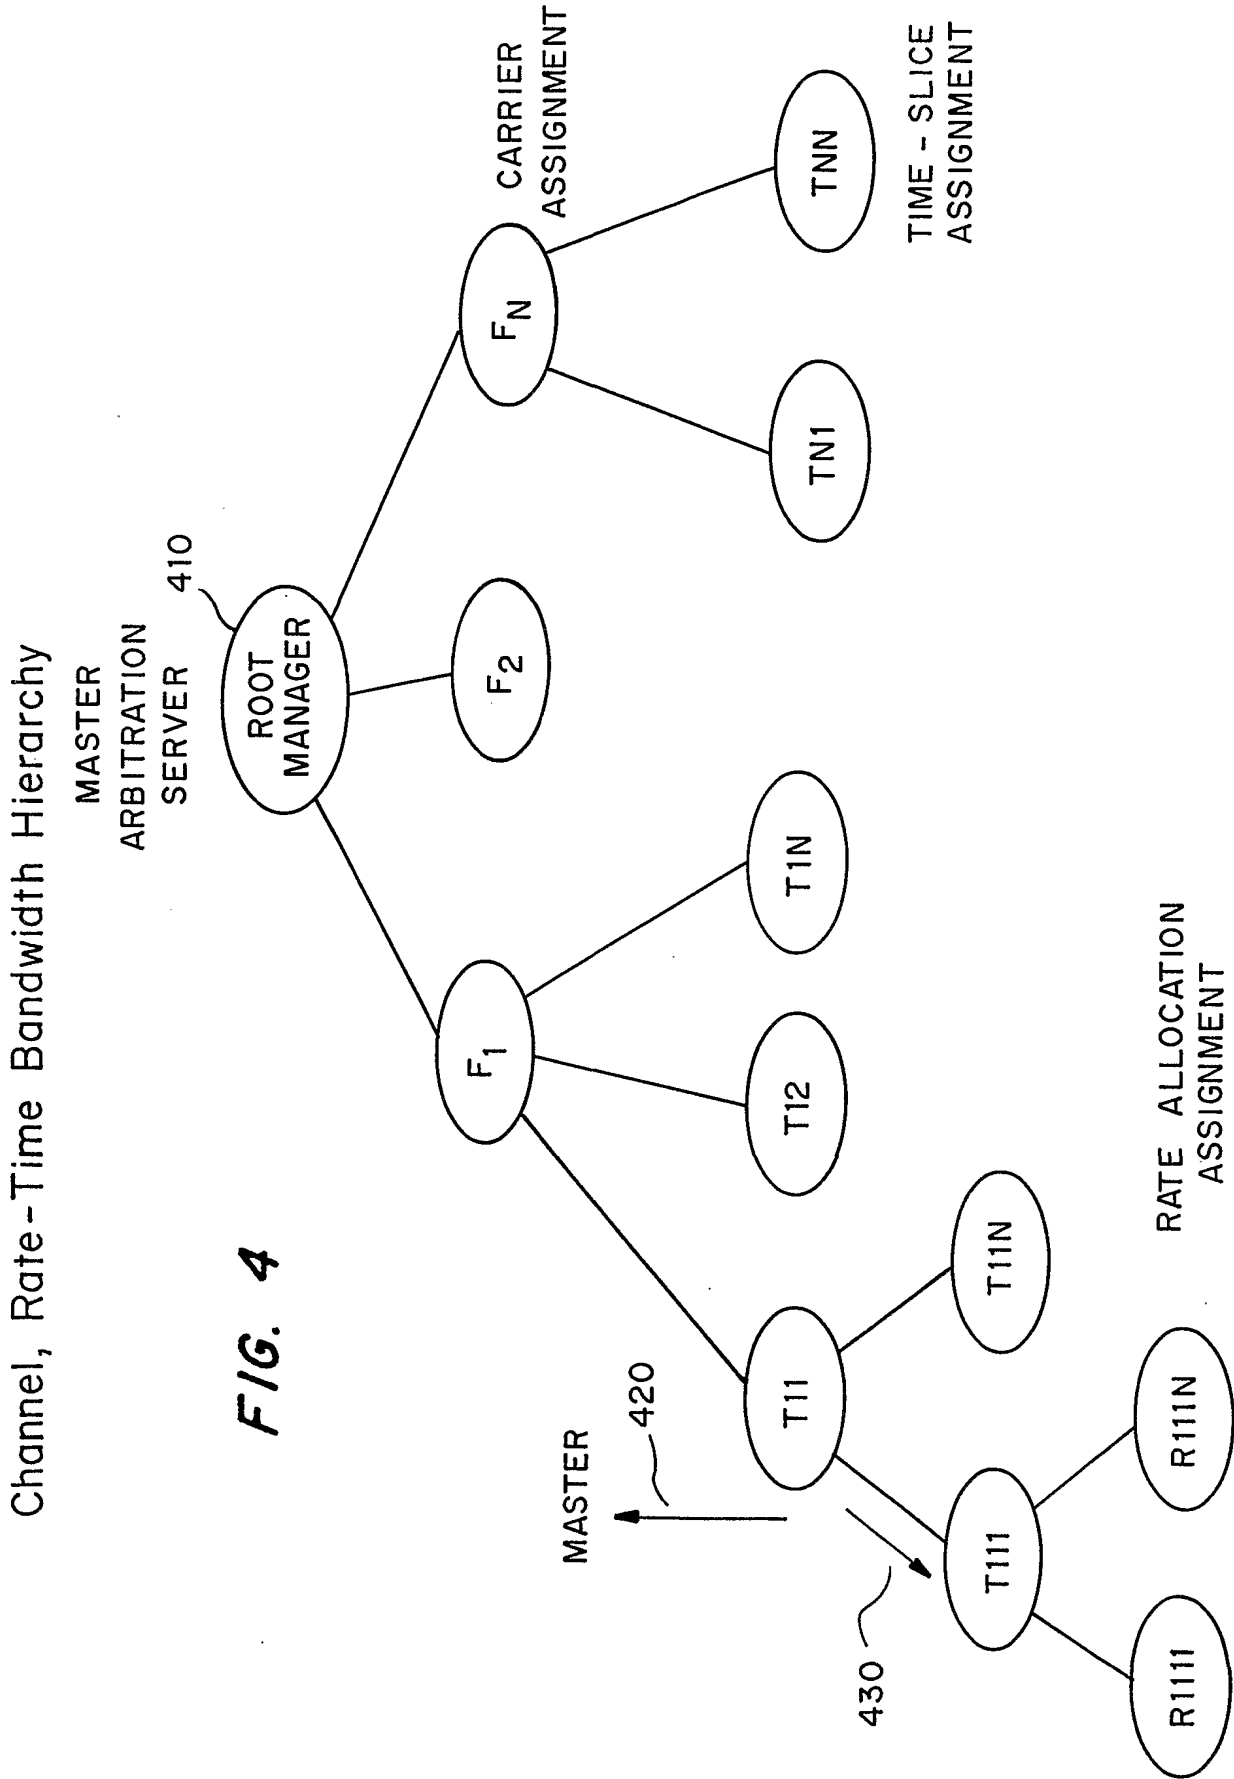 Channel, Rate-Time Bandwidth Hierarchy
MASTER
ARBITRATION
SERVER
410
ROOT
MANAGER
FIG. 4
CARRIER
ASSIGNMENT
F1
F2
FN
MASTER
420
T11
T12
T1N
TN1
TNN
TIME-SLICE
ASSIGNMENT
430
T111
T11N
R1111
R111N
RATE ALLOCATION
ASSIGNMENT